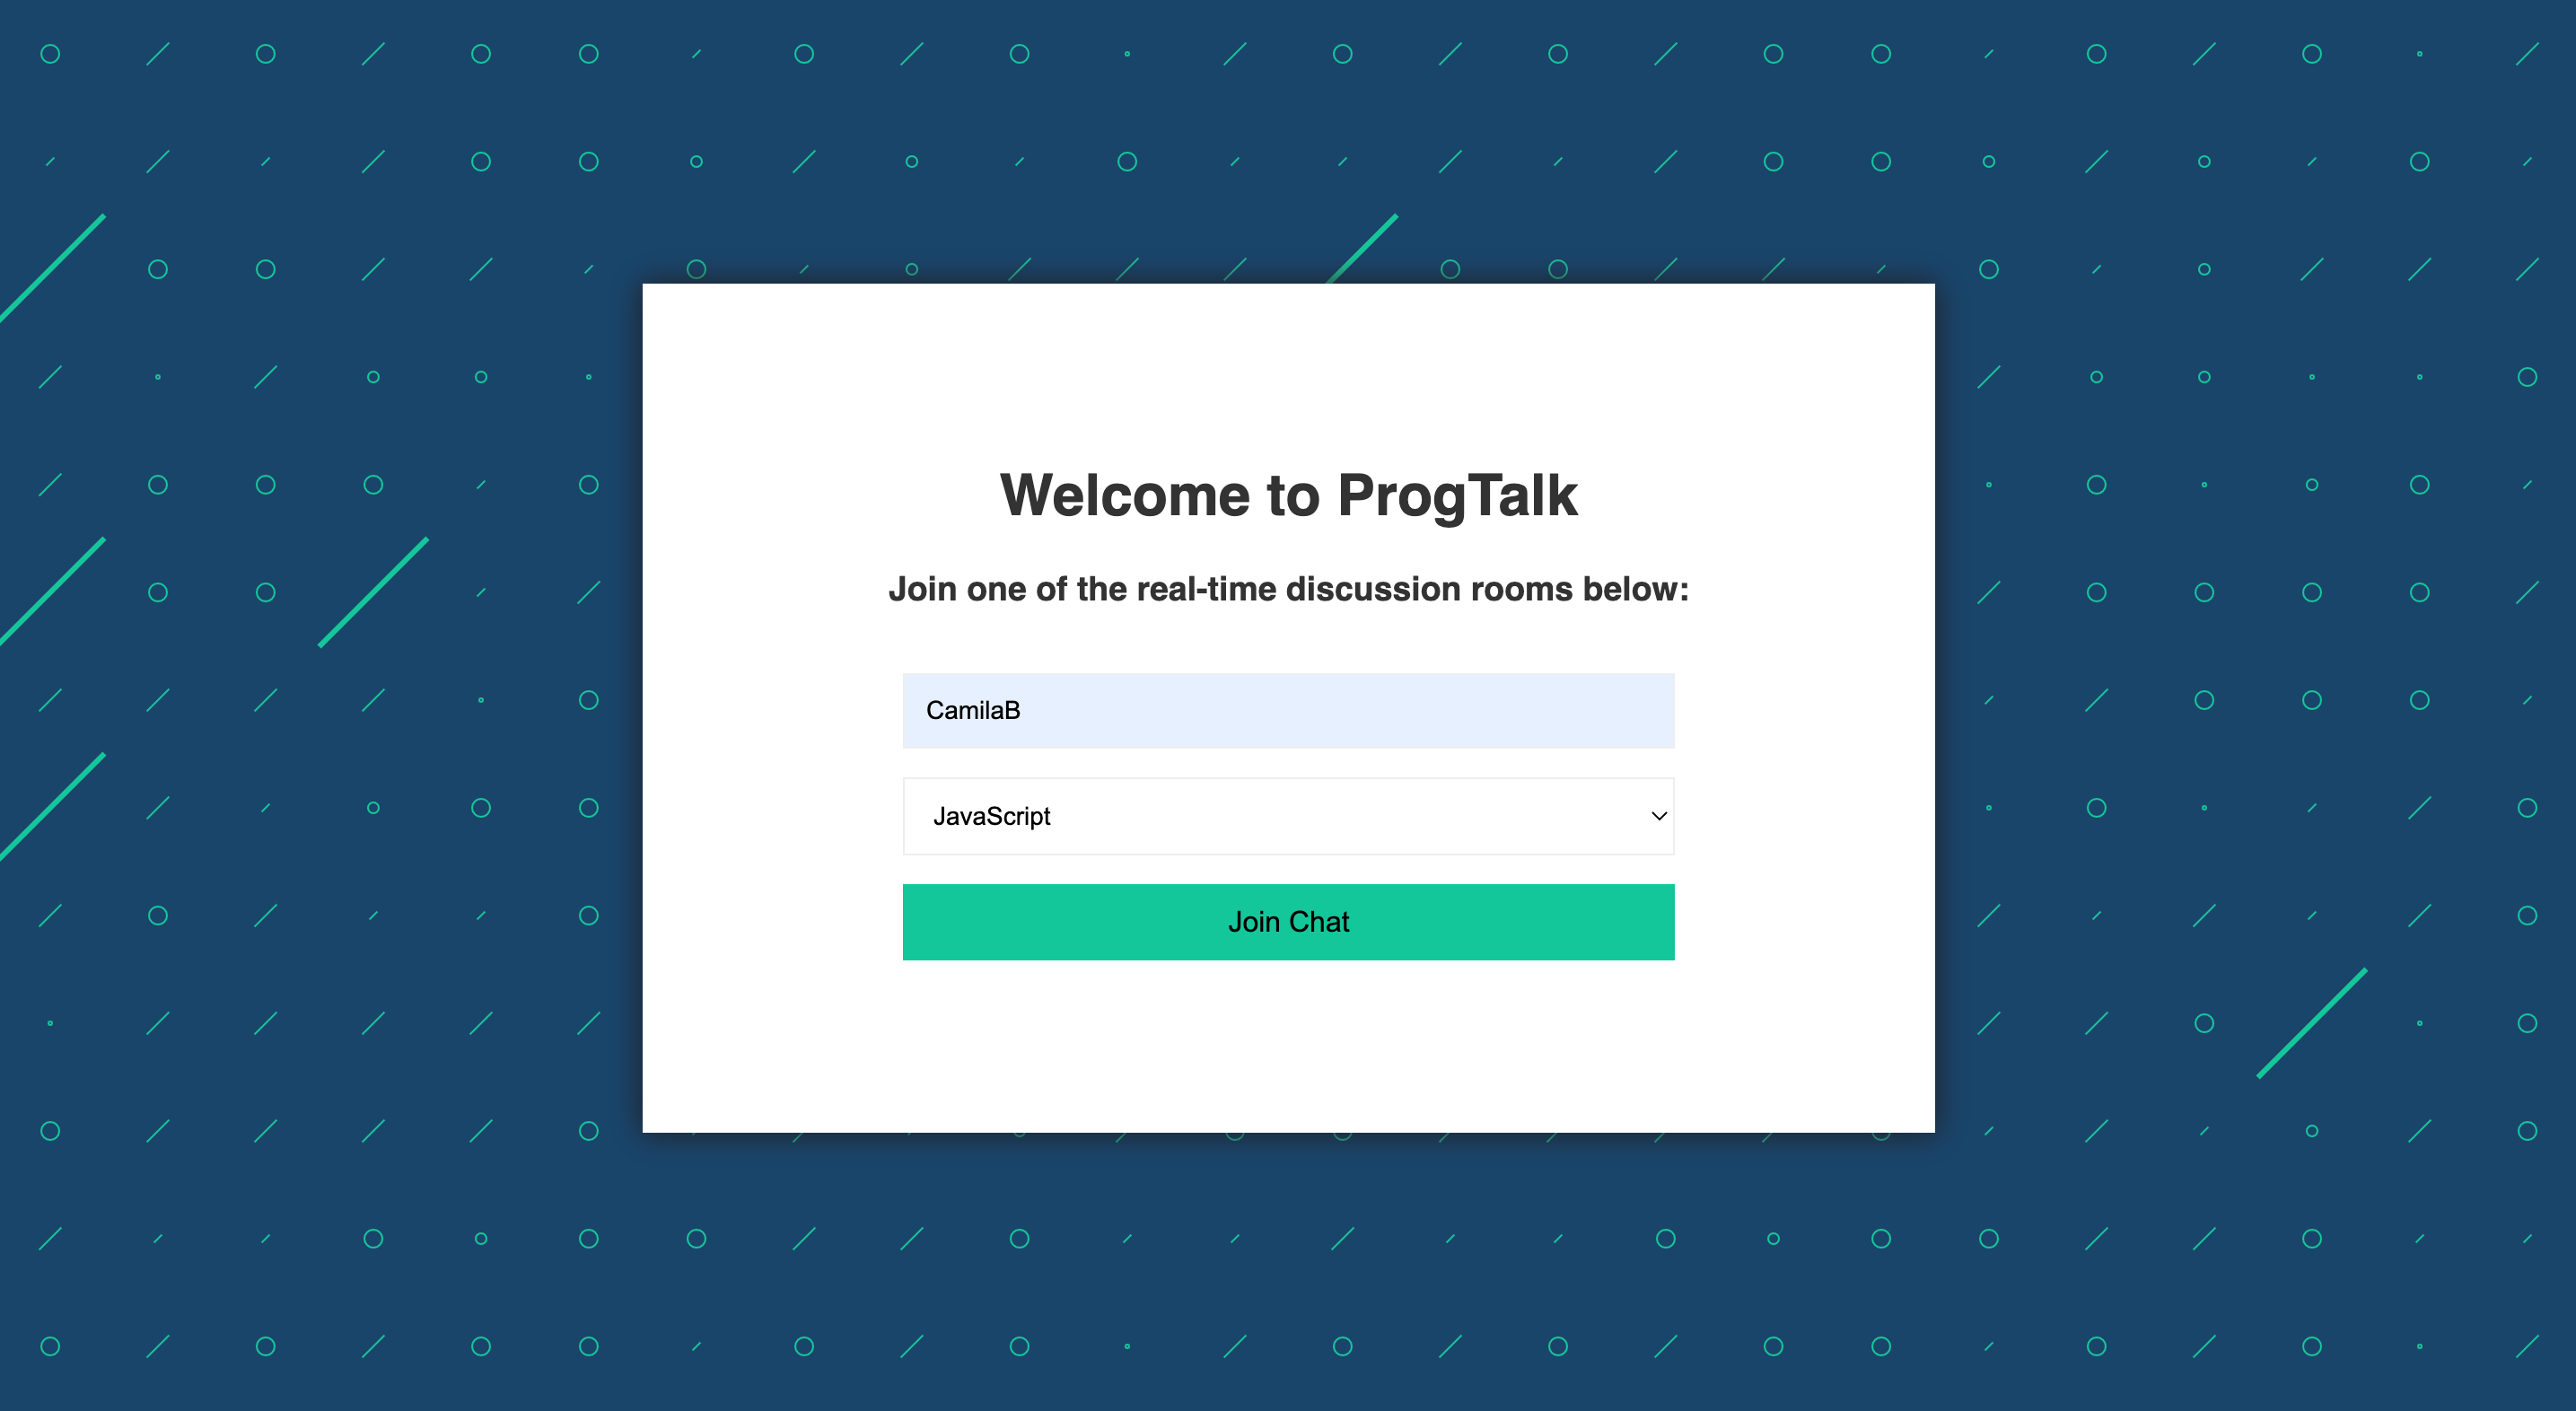 Welcome to ProgTalk
Join one of the real-time discussion rooms below:
CamilaB
JavaScript
Join Chat